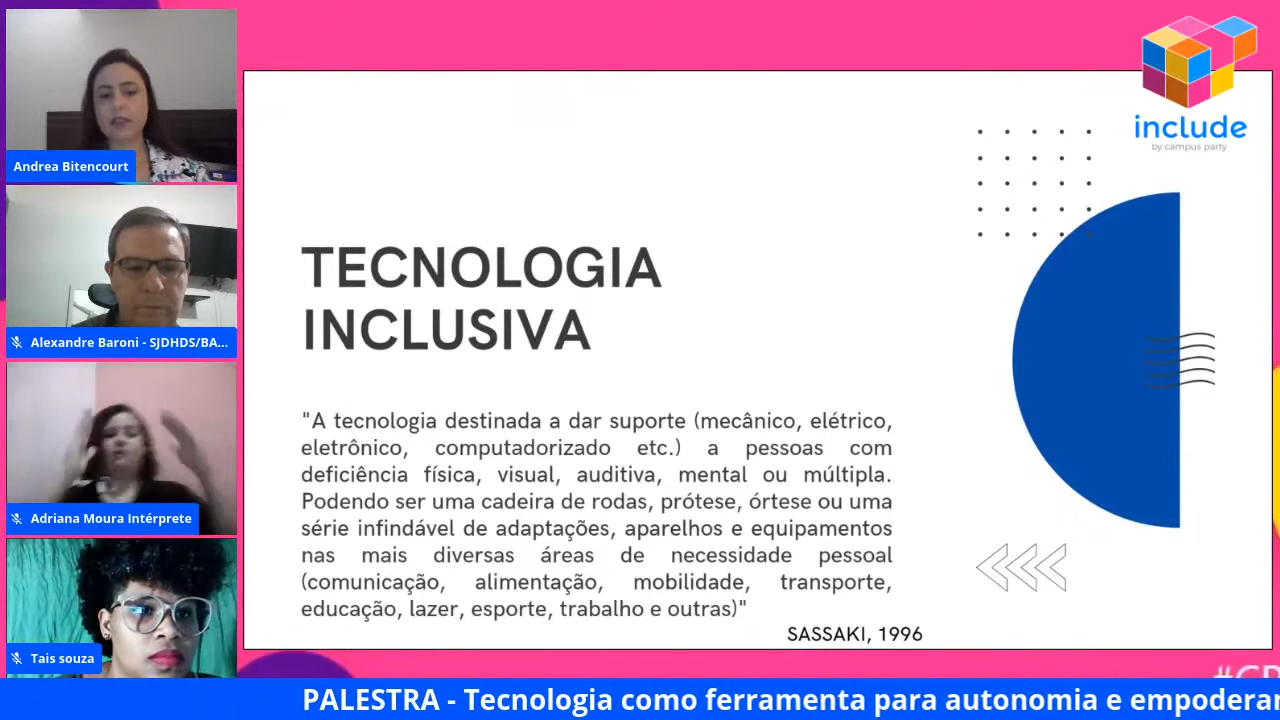 Andrea Bitencourt
Alexandre Baroni - SJDHDS/BA...
Adriana Moura Intérprete
Tais souza
include
by campus party
TECNOLOGIA
INCLUSIVA
"A tecnologia destinada a dar suporte (mecânico, elétrico,
eletrônico, computadorizado etc.) a pessoas com
deficiência física, visual, auditiva, mental ou múltipla.
Podendo ser uma cadeira de rodas, prótese, órtese ou uma
série infindável de adaptações, aparelhos e equipamentos
nas mais diversas áreas de necessidade pessoal
(comunicação, alimentação, mobilidade, transporte,
educação, lazer, esporte, trabalho e outras)"
SASSAKI, 1996
PALESTRA - Tecnologia como ferramenta para autonomia e